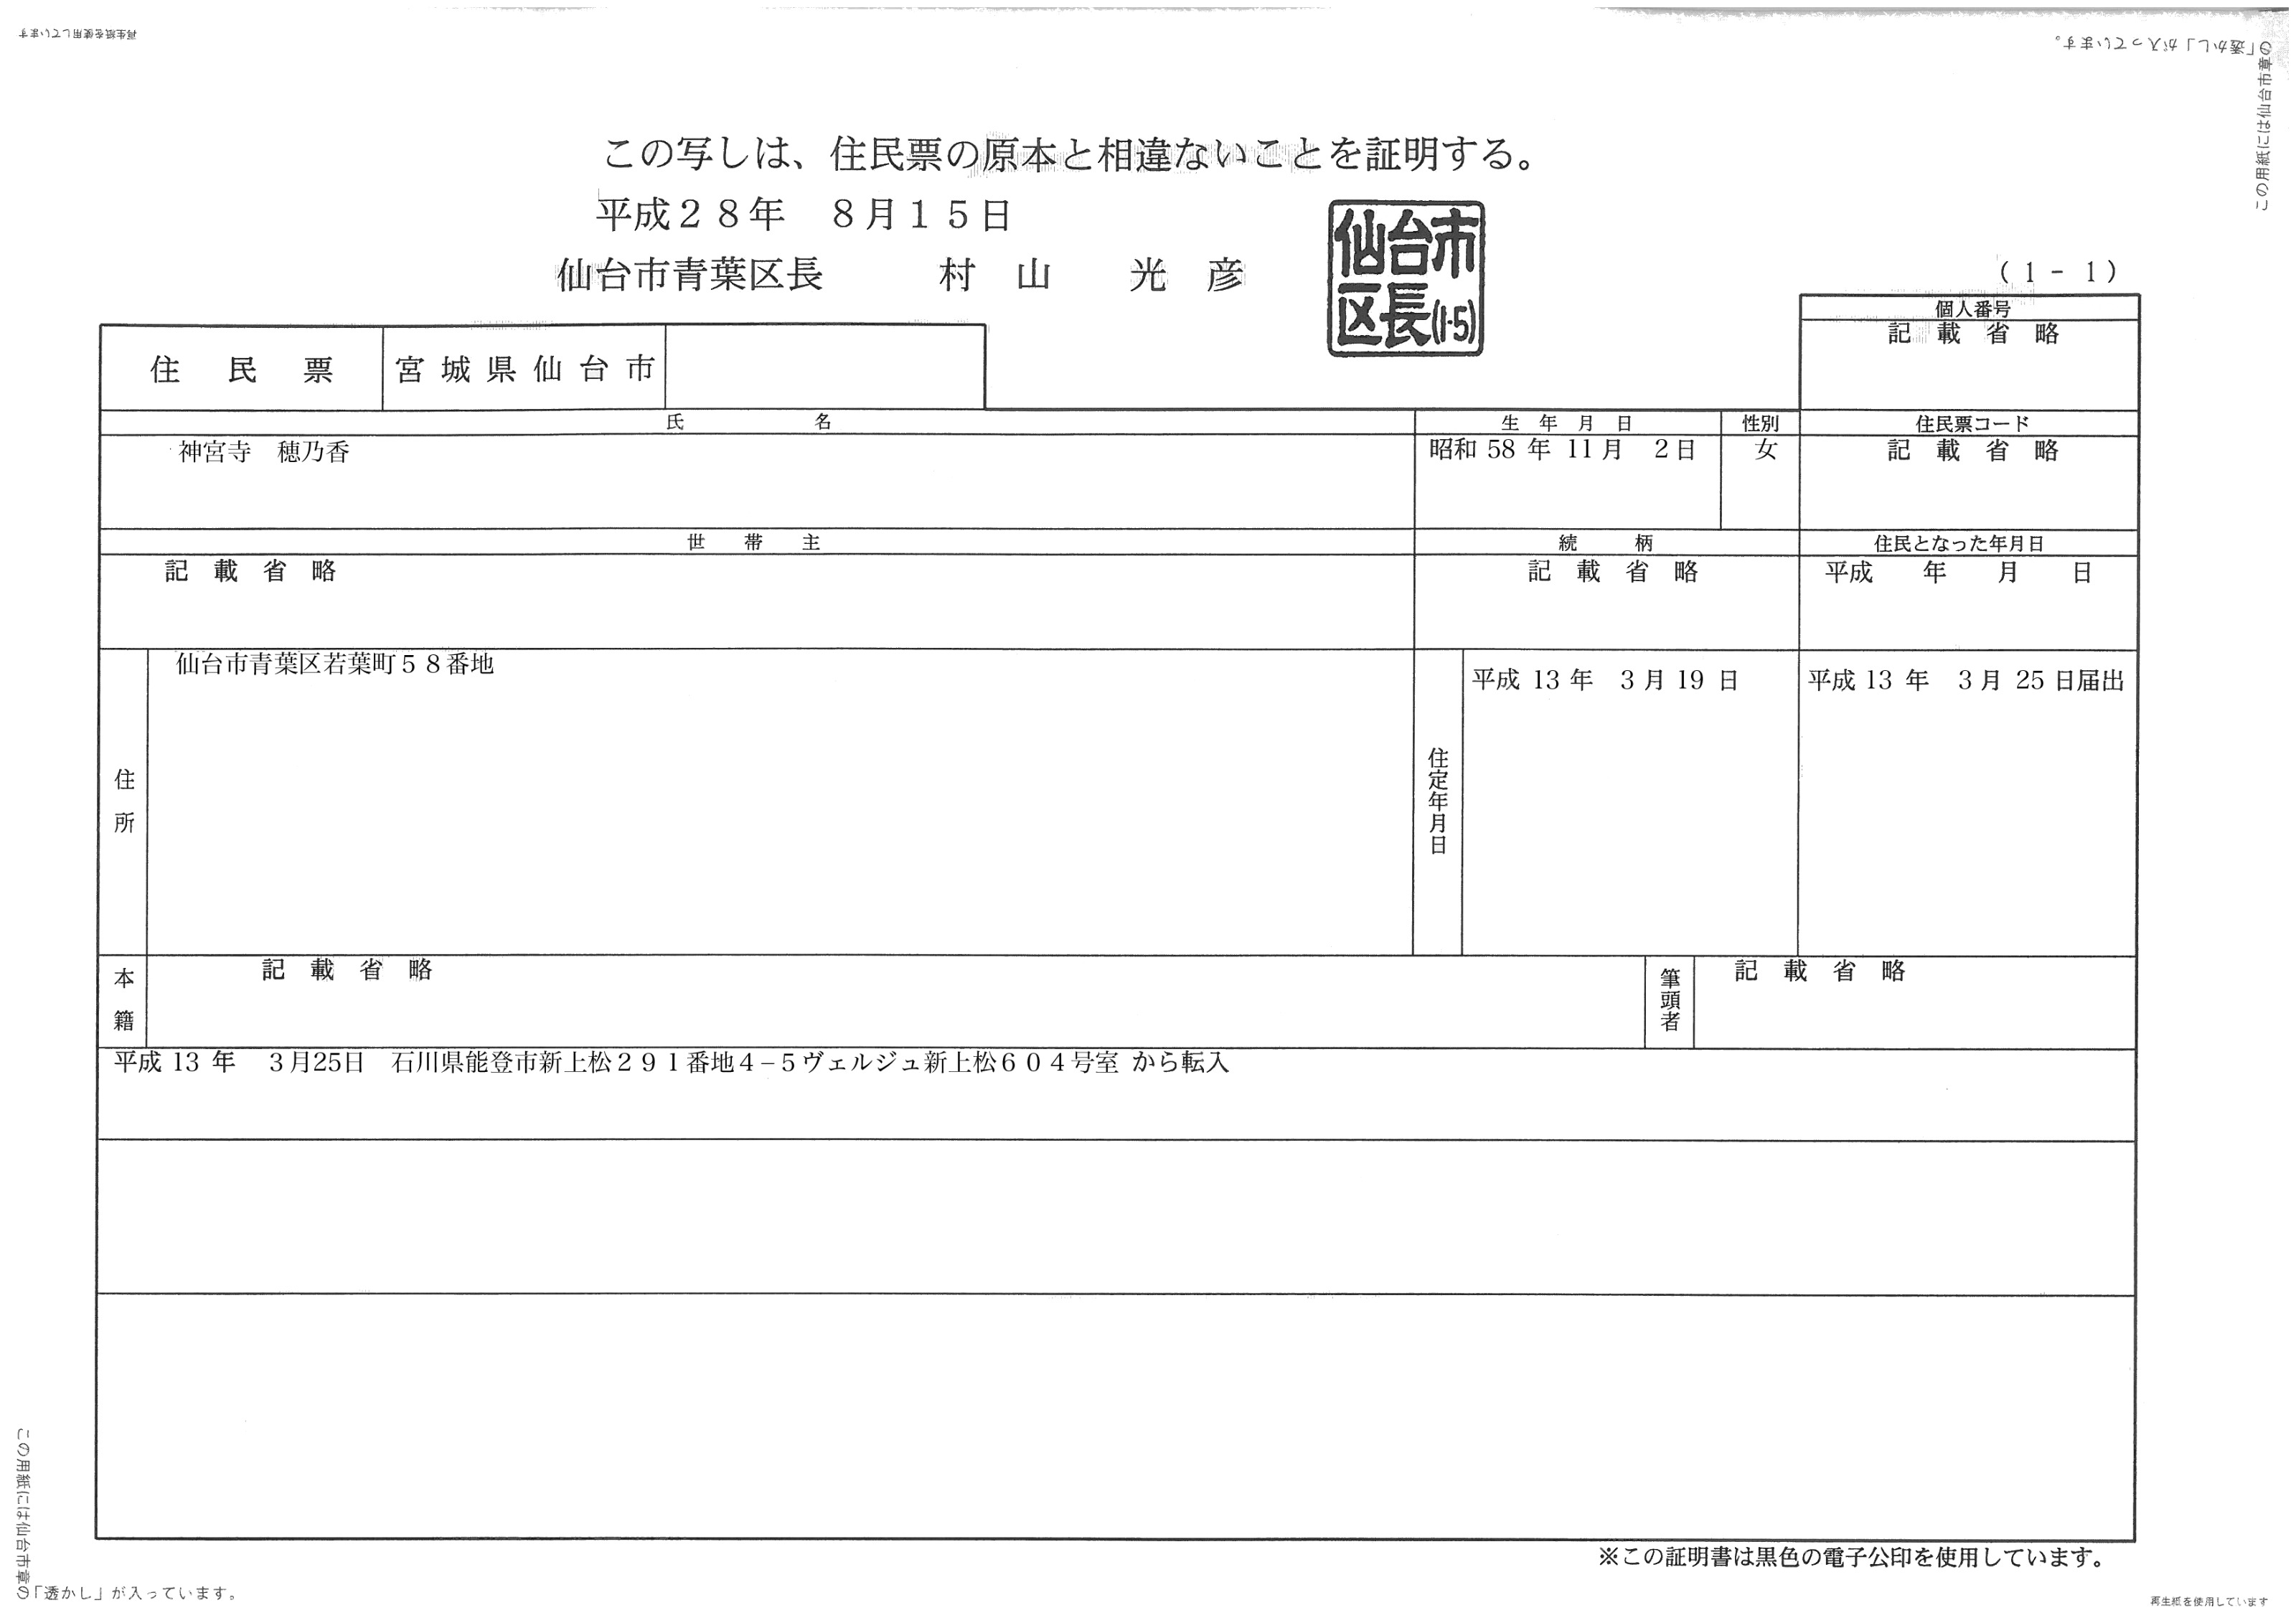 再生紙を使用しています
この用紙には仙台市章の「透かし」が入っています。
この写しは、住民票の原本と相違ないことを証明する。
平成２８年　８月１５日
仙台市青葉区長　　　村　山　　光　彦
仙台市区長(1-5)
(１－１)
個人番号
記　載　省　略
住　民　票　宮城県仙台市
氏　名　生年月日　性別　住民票コード
神宮寺　穂乃香　昭和 58 年 11 月　2 日　女　記　載　省　略
世　帯　主　続　柄　住民となった年月日
記　載　省　略　記　載　省　略　平成　年　月　日
住所　仙台市青葉区若葉町５８番地　住定年月日　平成 13 年　3 月 19 日　平成 13 年　3 月 25 日届出
本籍　記　載　省　略　筆頭者　記　載　省　略
平成 13 年　3月25日　石川県能登市新上松２９１番地４−５ヴェルジュ新上松６０４号室 から転入
※この証明書は黒色の電子公印を使用しています。
この用紙には仙台市章の「透かし」が入っています。
再生紙を使用しています